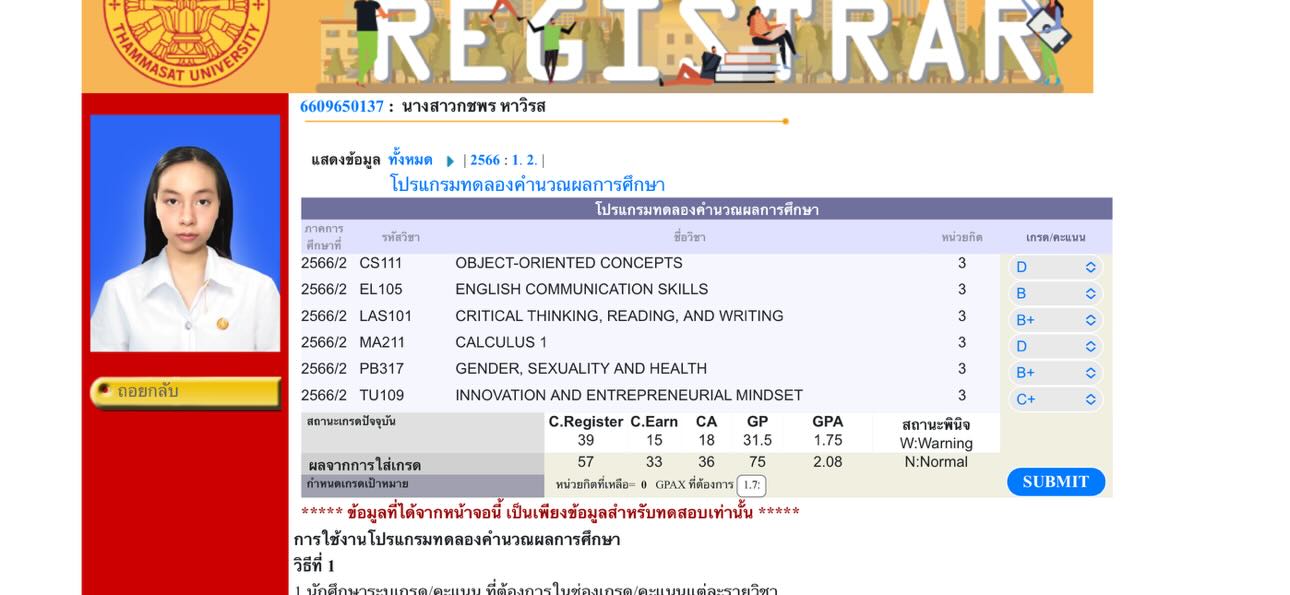 THAMMASAT UNIVERSITY
REGISTRAR
6609650137 : นางสาวกชพร หาวิรส
แสดงข้อมูล ทั้งหมด | 2566 : 1. 2. |
โปรแกรมทดลองคำนวณผลการศึกษา
โปรแกรมทดลองคำนวณผลการศึกษา
ภาคการศึกษาที่ รหัสวิชา ชื่อวิชา หน่วยกิต เกรด/คะแนน
2566/2 CS111 OBJECT-ORIENTED CONCEPTS 3 D
2566/2 EL105 ENGLISH COMMUNICATION SKILLS 3 B
2566/2 LAS101 CRITICAL THINKING, READING, AND WRITING 3 B+
2566/2 MA211 CALCULUS 1 3 D
2566/2 PB317 GENDER, SEXUALITY AND HEALTH 3 B+
ถอยกลับ
2566/2 TU109 INNOVATION AND ENTREPRENEURIAL MINDSET 3 C+
สถานะเกรดปัจจุบัน C.Register C.Earn CA GP GPA สถานะพินิจ
39 15 18 31.5 1.75 W:Warning
ผลจากการใส่เกรด 57 33 36 75 2.08 N:Normal
กำหนดเกรดเป้าหมาย หน่วยกิตที่เหลือ= 0 GPAX ที่ต้องการ 1.7 SUBMIT
***** ข้อมูลที่ได้จากหน้าจอนี้ เป็นเพียงข้อมูลสำหรับทดสอบเท่านั้น *****
การใช้งานโปรแกรมทดลองคำนวณผลการศึกษา
วิธีที่ 1
1.นักศึกษาระบุเกรด/คะแนน ที่ต้องการในช่องเกรด/คะแนนแต่ละรายวิชา